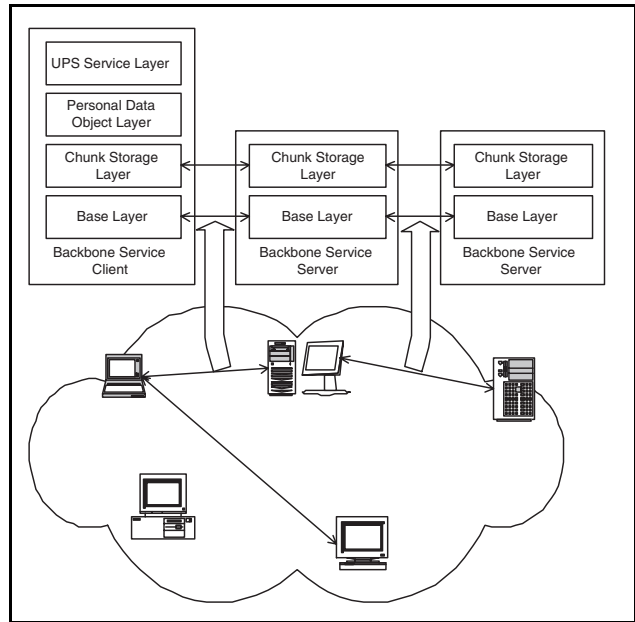 UPS Service Layer
Personal Data
Object Layer
Chunk Storage
Layer
Base Layer
Backbone Service
Client
Chunk Storage
Layer
Base Layer
Backbone Service
Server
Chunk Storage
Layer
Base Layer
Backbone Service
Server